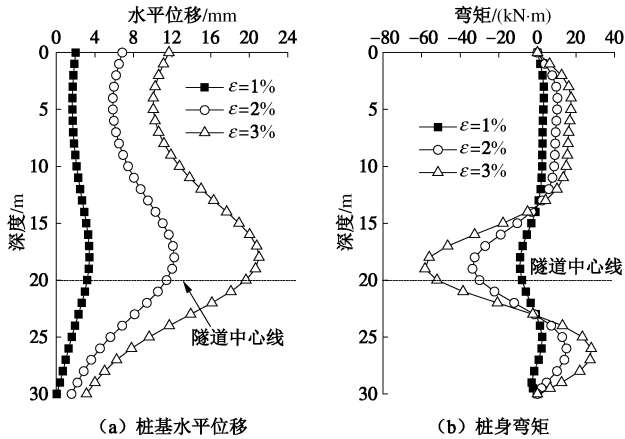 水平位移/mm
0 4 8 12 16 20 24 28
0
5
10
15
20
25
30
深度/m
ε=1%
ε=2%
ε=3%
隧道中心线
(a) 桩基水平位移
弯矩/(kN·m)
−80 −60 −40 −20 0 20 40
0
5
10
15
20
25
30
深度/m
ε=1%
ε=2%
ε=3%
隧道中心线
(b) 桩身弯矩